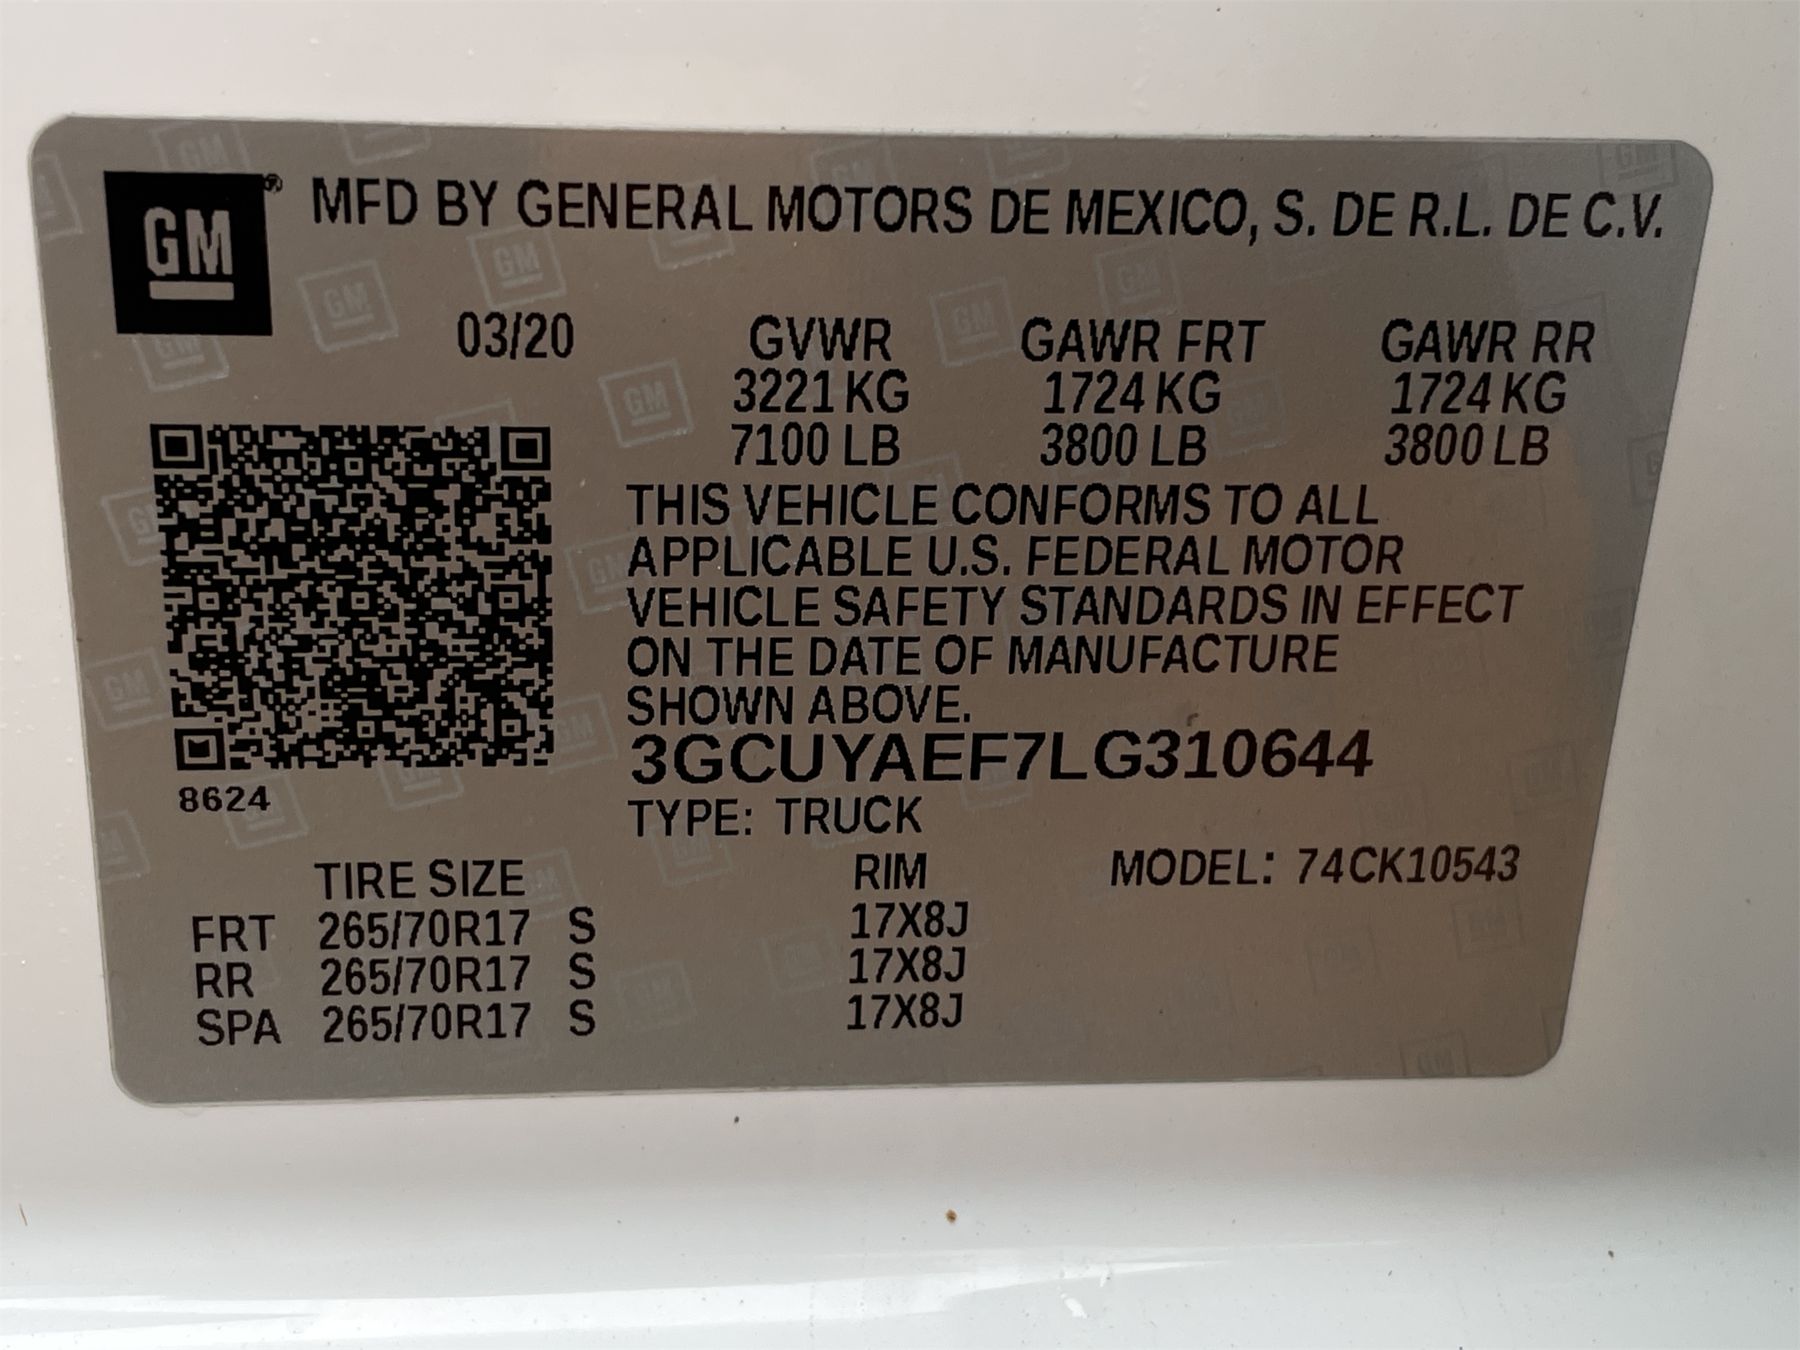 GM® MFD BY GENERAL MOTORS DE MEXICO, S. DE R.L. DE C.V.
03/20 GVWR GAWR FRT GAWR RR
3221 KG 1724 KG 1724 KG
7100 LB 3800 LB 3800 LB
THIS VEHICLE CONFORMS TO ALL
APPLICABLE U.S. FEDERAL MOTOR
VEHICLE SAFETY STANDARDS IN EFFECT
ON THE DATE OF MANUFACTURE
SHOWN ABOVE.
3GCUYAEF7LG310644
8624
TYPE: TRUCK
TIRE SIZE RIM MODEL: 74CK10543
FRT 265/70R17 S 17X8J
RR 265/70R17 S 17X8J
SPA 265/70R17 S 17X8J